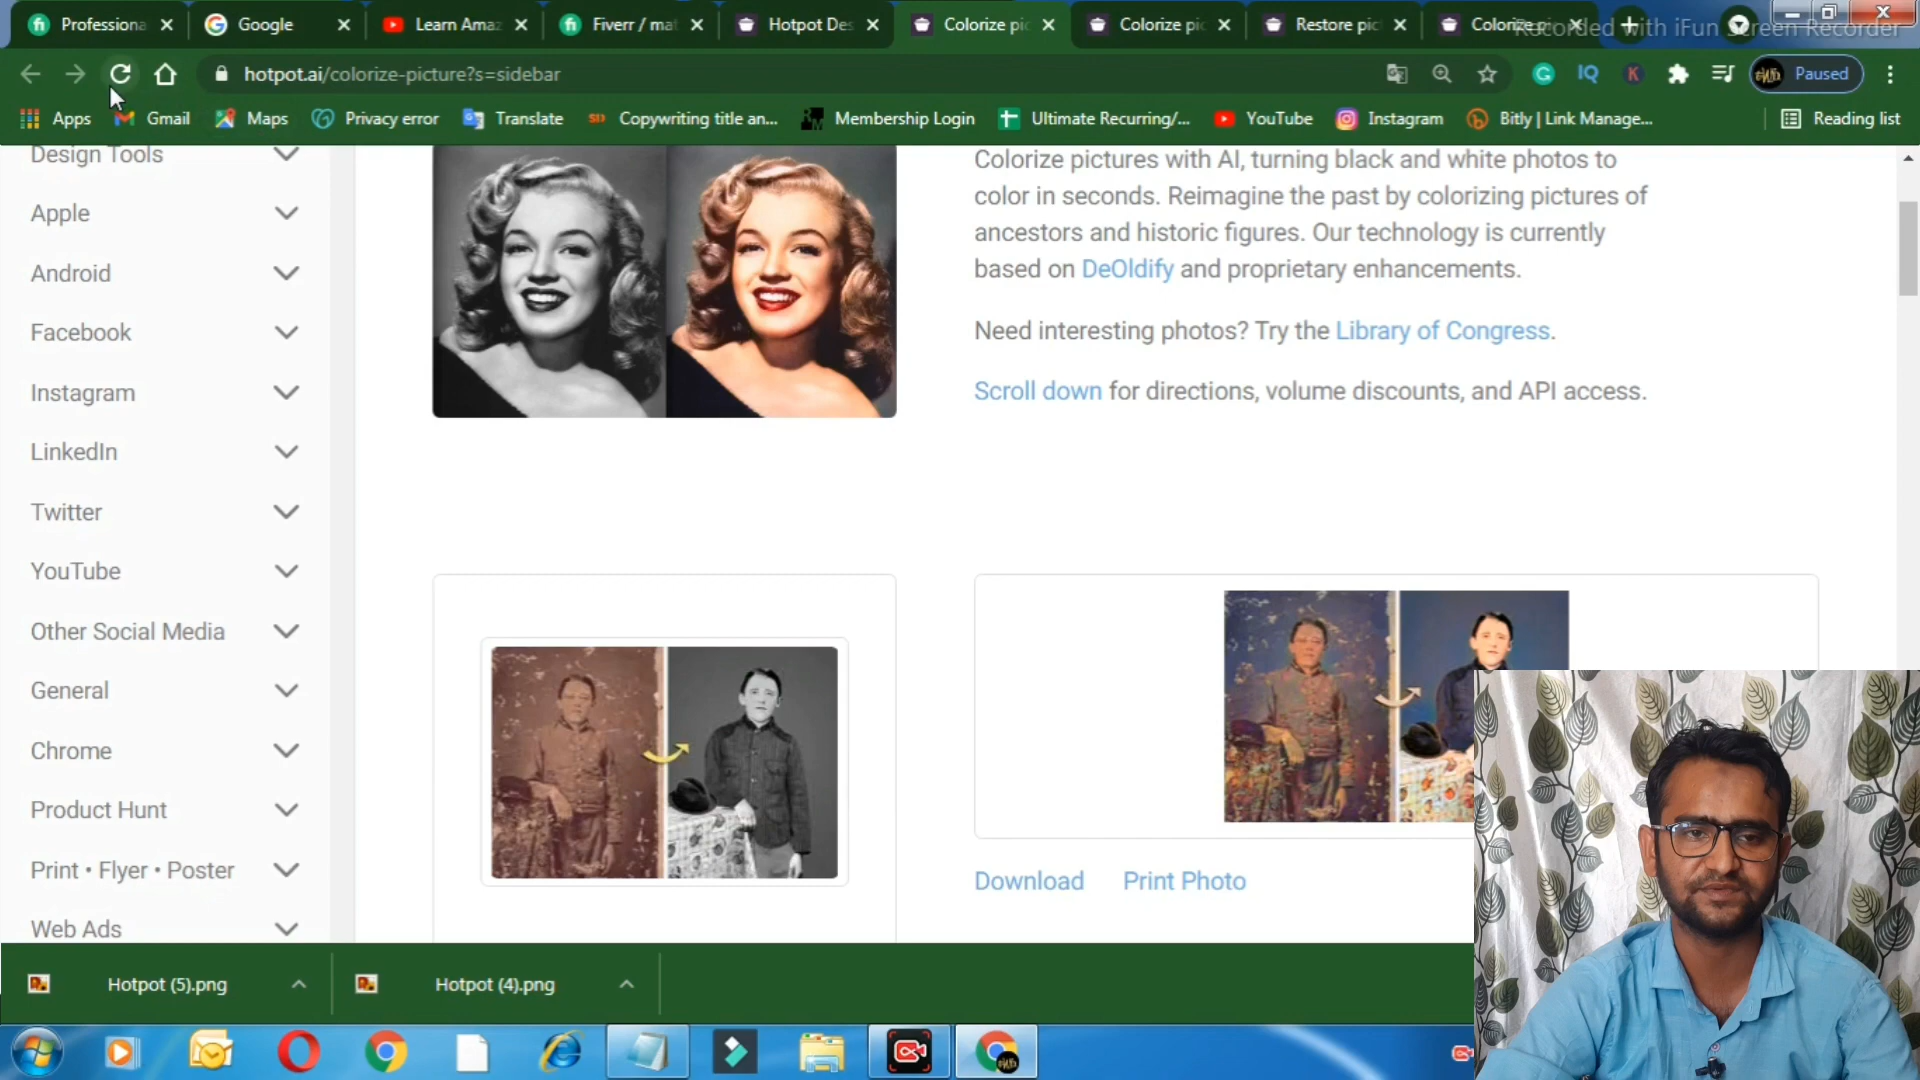 Professiona
Google
Learn Amaz
Fiverr / mat
Hotpot Des
Colorize pic
Colorize pic
Restore pic
Colorize pic
Recorded with iFun Screen Recorder
hotpot.ai/colorize-picture?s=sidebar
Paused
Apps
Gmail
Maps
Privacy error
Translate
Copywriting title an...
Membership Login
Ultimate Recurring/...
YouTube
Instagram
Bitly | Link Manage...
Reading list
Design Tools
Apple
Android
Facebook
Instagram
LinkedIn
Twitter
YouTube
Other Social Media
General
Chrome
Product Hunt
Print • Flyer • Poster
Web Ads
Colorize pictures with AI, turning black and white photos to
color in seconds. Reimagine the past by colorizing pictures of
ancestors and historic figures. Our technology is currently
based on DeOldify and proprietary enhancements.
Need interesting photos? Try the Library of Congress.
Scroll down for directions, volume discounts, and API access.
Download
Print Photo
Hotpot (5).png
Hotpot (4).png